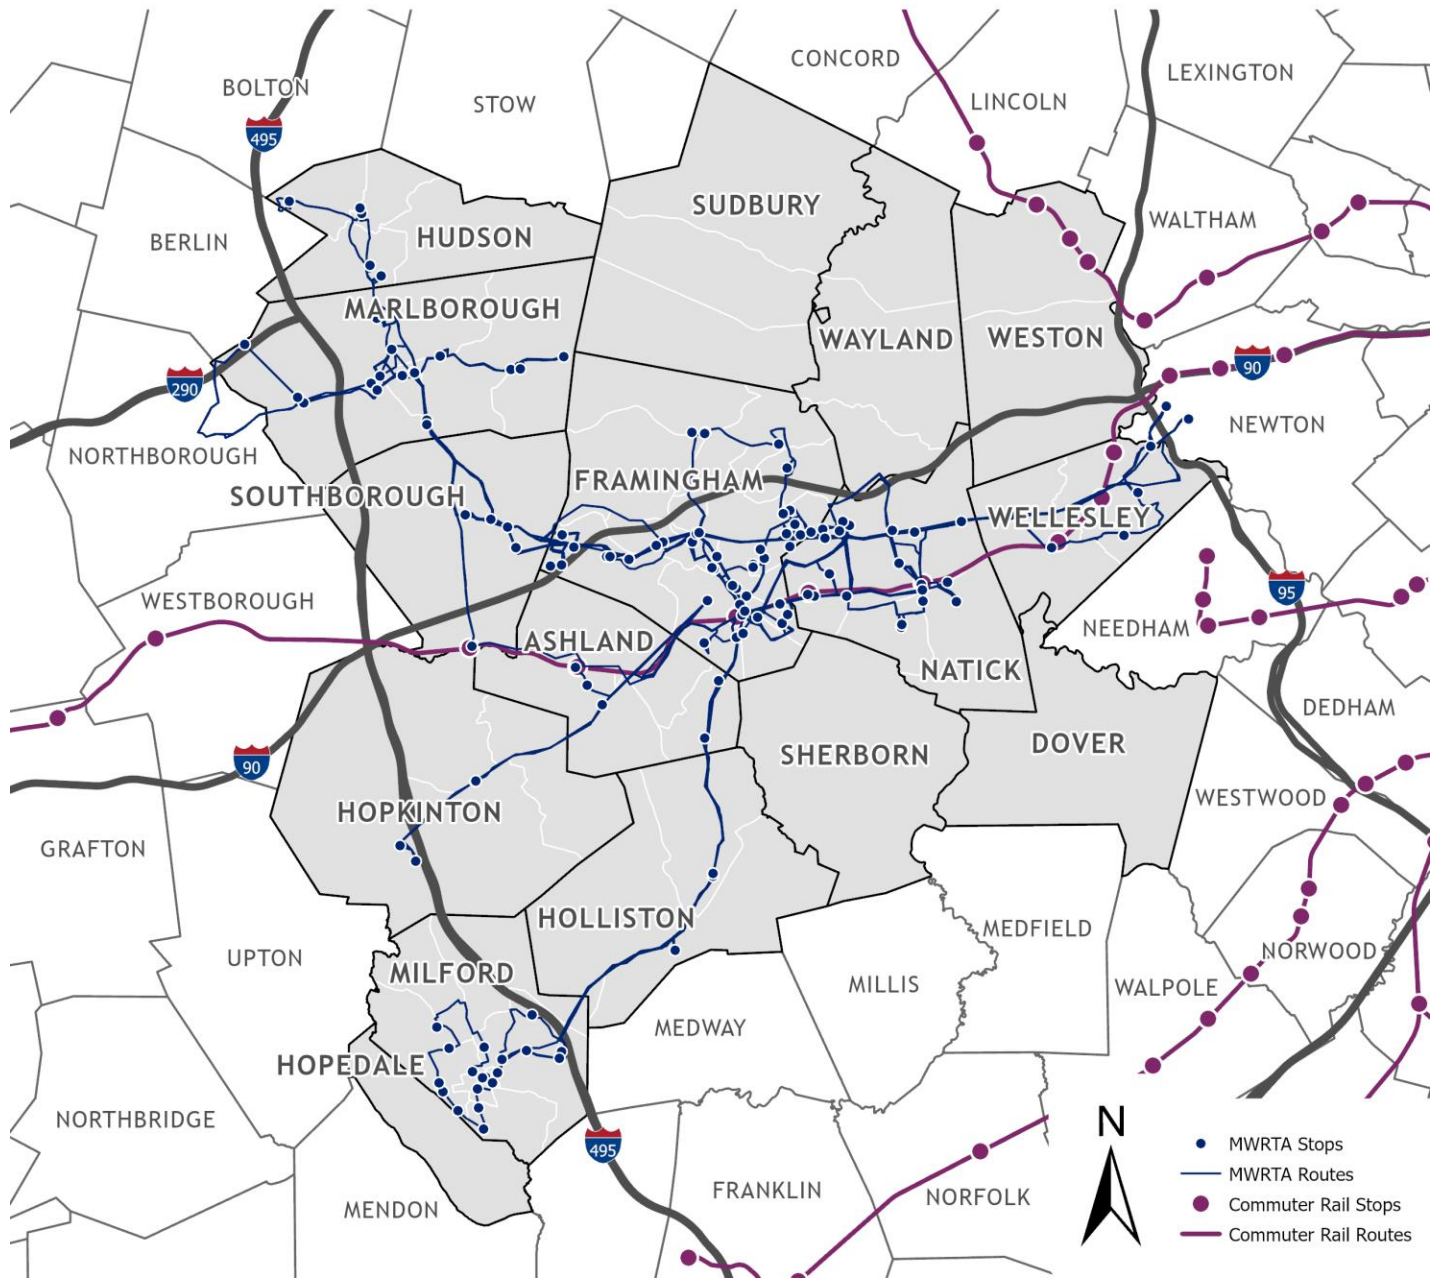 CONCORD
LEXINGTON
BOLTON
STOW
LINCOLN
495
SUDBURY
WALTHAM
BERLIN
HUDSON
MARLBOROUGH
WAYLAND
WESTON
290
90
NEWTON
NORTHBOROUGH
FRAMINGHAM
SOUTHBOROUGH
WELLESLEY
95
WESTBOROUGH
NEEDHAM
ASHLAND
NATICK
DEDHAM
SHERBORN
DOVER
90
WESTWOOD
HOPKINTON
GRAFTON
HOLLISTON
MEDFIELD
UPTON
MILFORD
NORWOOD
MILLIS
WALPOLE
MEDWAY
HOPEDALE
NORTHBRIDGE
495
N
MWRTA Stops
MWRTA Routes
FRANKLIN
NORFOLK
Commuter Rail Stops
MENDON
Commuter Rail Routes